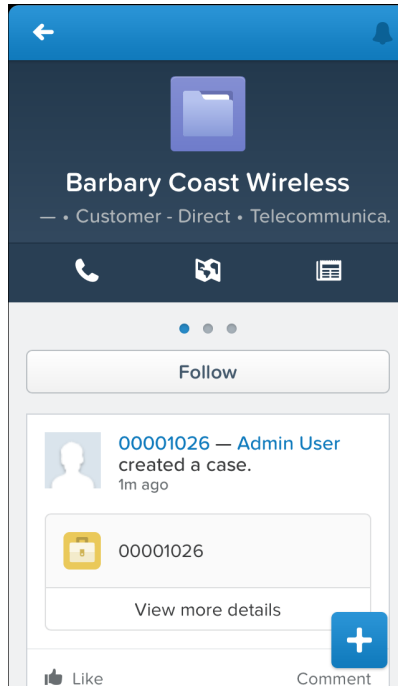 Barbary Coast Wireless
— • Customer - Direct • Telecommunica.
Follow
00001026 — Admin User
created a case.
1m ago
00001026
View more details
Like Comment